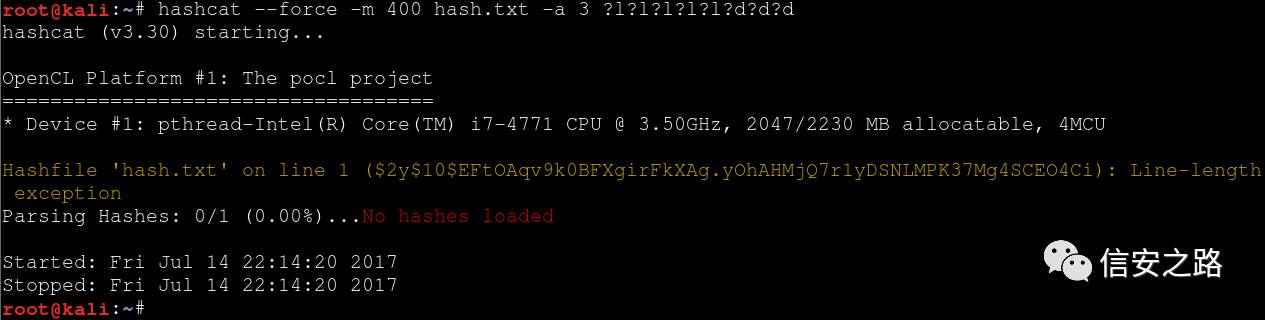 root@kali:~# hashcat --force -m 400 hash.txt -a 3 ?l?l?l?l?l?d?d?d
hashcat (v3.30) starting...
OpenCL Platform #1: The pocl project
====================================
* Device #1: pthread-Intel(R) Core(TM) i7-4771 CPU @ 3.50GHz, 2047/2230 MB allocatable, 4MCU
Hashfile 'hash.txt' on line 1 ($2y$10$EFtOAqv9k0BFXgirFkXAg.yOhAHMjQ7r1yDSNLMPK37Mg4SCEO4Ci): Line-length
exception
Parsing Hashes: 0/1 (0.00%)...No hashes loaded
Started: Fri Jul 14 22:14:20 2017
信安之路
Stopped: Fri Jul 14 22:14:20 2017
root@kali:~#